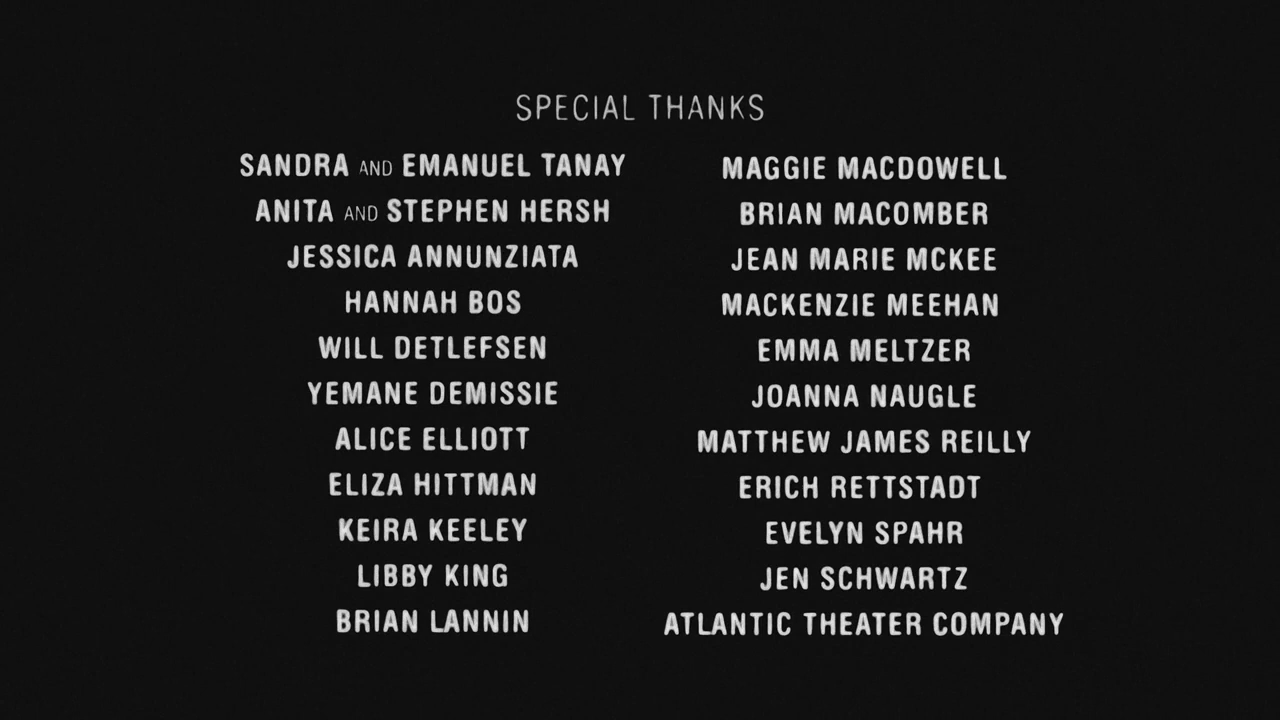 SPECIAL THANKS
SANDRA AND EMANUEL TANAY
ANITA AND STEPHEN HERSH
JESSICA ANNUNZIATA
HANNAH BOS
WILL DETLEFSEN
YEMANE DEMISSIE
ALICE ELLIOTT
ELIZA HITTMAN
KEIRA KEELEY
LIBBY KING
BRIAN LANNIN
MAGGIE MACDOWELL
BRIAN MACOMBER
JEAN MARIE MCKEE
MACKENZIE MEEHAN
EMMA MELTZER
JOANNA NAUGLE
MATTHEW JAMES REILLY
ERICH RETTSTADT
EVELYN SPAHR
JEN SCHWARTZ
ATLANTIC THEATER COMPANY